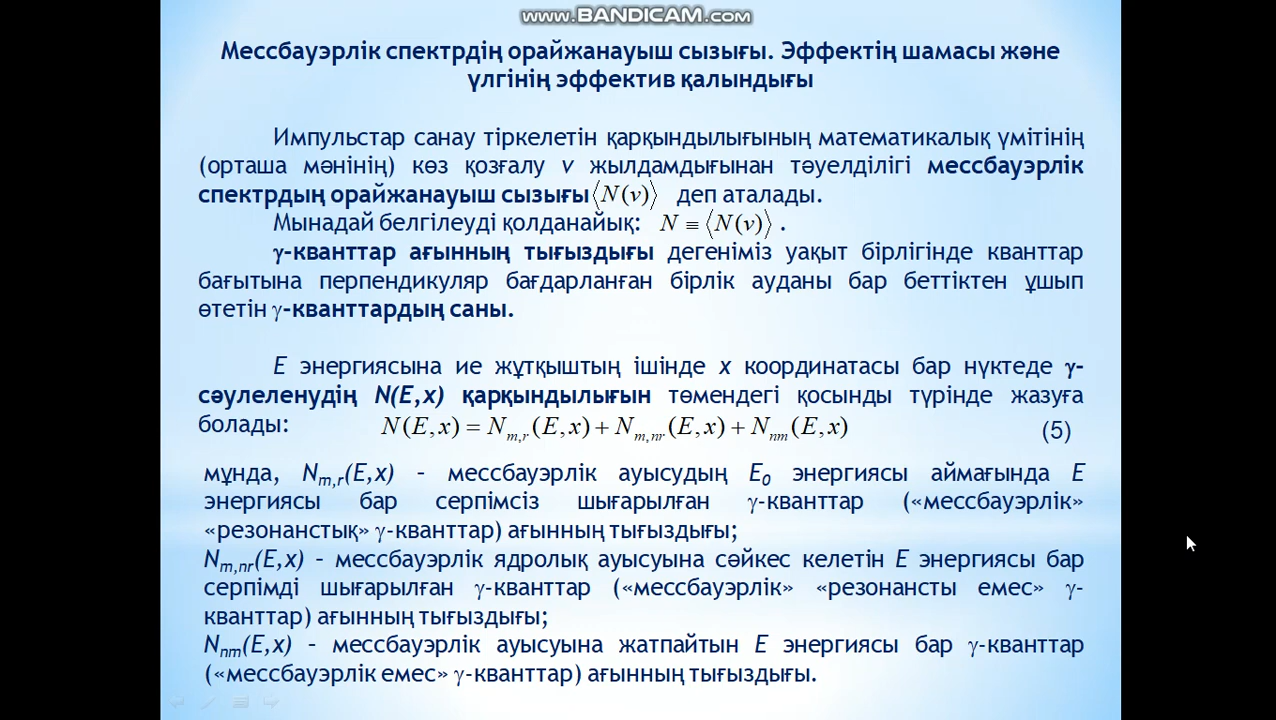 www.BANDICAM.com
Мессбауэрлік спектрдің орайжанауыш сызығы. Эффектің шамасы және
үлгінің эффектив қалыңдығы
Импульстар санау тіркелетін қарқындылығының математикалық үмітінің
(орташа мәнінің) көз қозғалу v жылдамдығынан тәуелділігі мессбауэрлік
спектрдың орайжанауыш сызығы ⟨N(v)⟩ деп аталады.
Мынадай белгілеуді қолданайық: N ≡ ⟨N(v)⟩ .
γ-кванттар ағынның тығыздығы дегеніміз уақыт бірлігінде кванттар
бағытына перпендикуляр бағдарланған бірлік ауданы бар беттіктен ұшып
өтетін γ-кванттардың саны.
E энергиясына ие жұтқыштың ішінде x координатасы бар нүктеде γ-
сәулеленудің N(E,x) қарқындылығын төмендегі қосынды түрінде жазуға
болады: N(E,x) = N_{m,r}(E,x) + N_{m,nr}(E,x) + N_{nm}(E,x) (5)
мұнда, N_{m,r}(E,x) – мессбауэрлік ауысудың E_0 энергиясы аймағында E
энергиясы бар серпімсіз шығарылған γ-кванттар («мессбауэрлік»
«резонанстық» γ-кванттар) ағынның тығыздығы;
N_{m,nr}(E,x) – мессбауэрлік ядролық ауысуына сәйкес келетін E энергиясы бар
серпімді шығарылған γ-кванттар («мессбауэрлік» «резонансты емес» γ-
кванттар) ағынның тығыздығы;
N_{nm}(E,x) – мессбауэрлік ауысуына жатпайтын E энергиясы бар γ-кванттар
(«мессбауэрлік емес» γ-кванттар) ағынның тығыздығы.